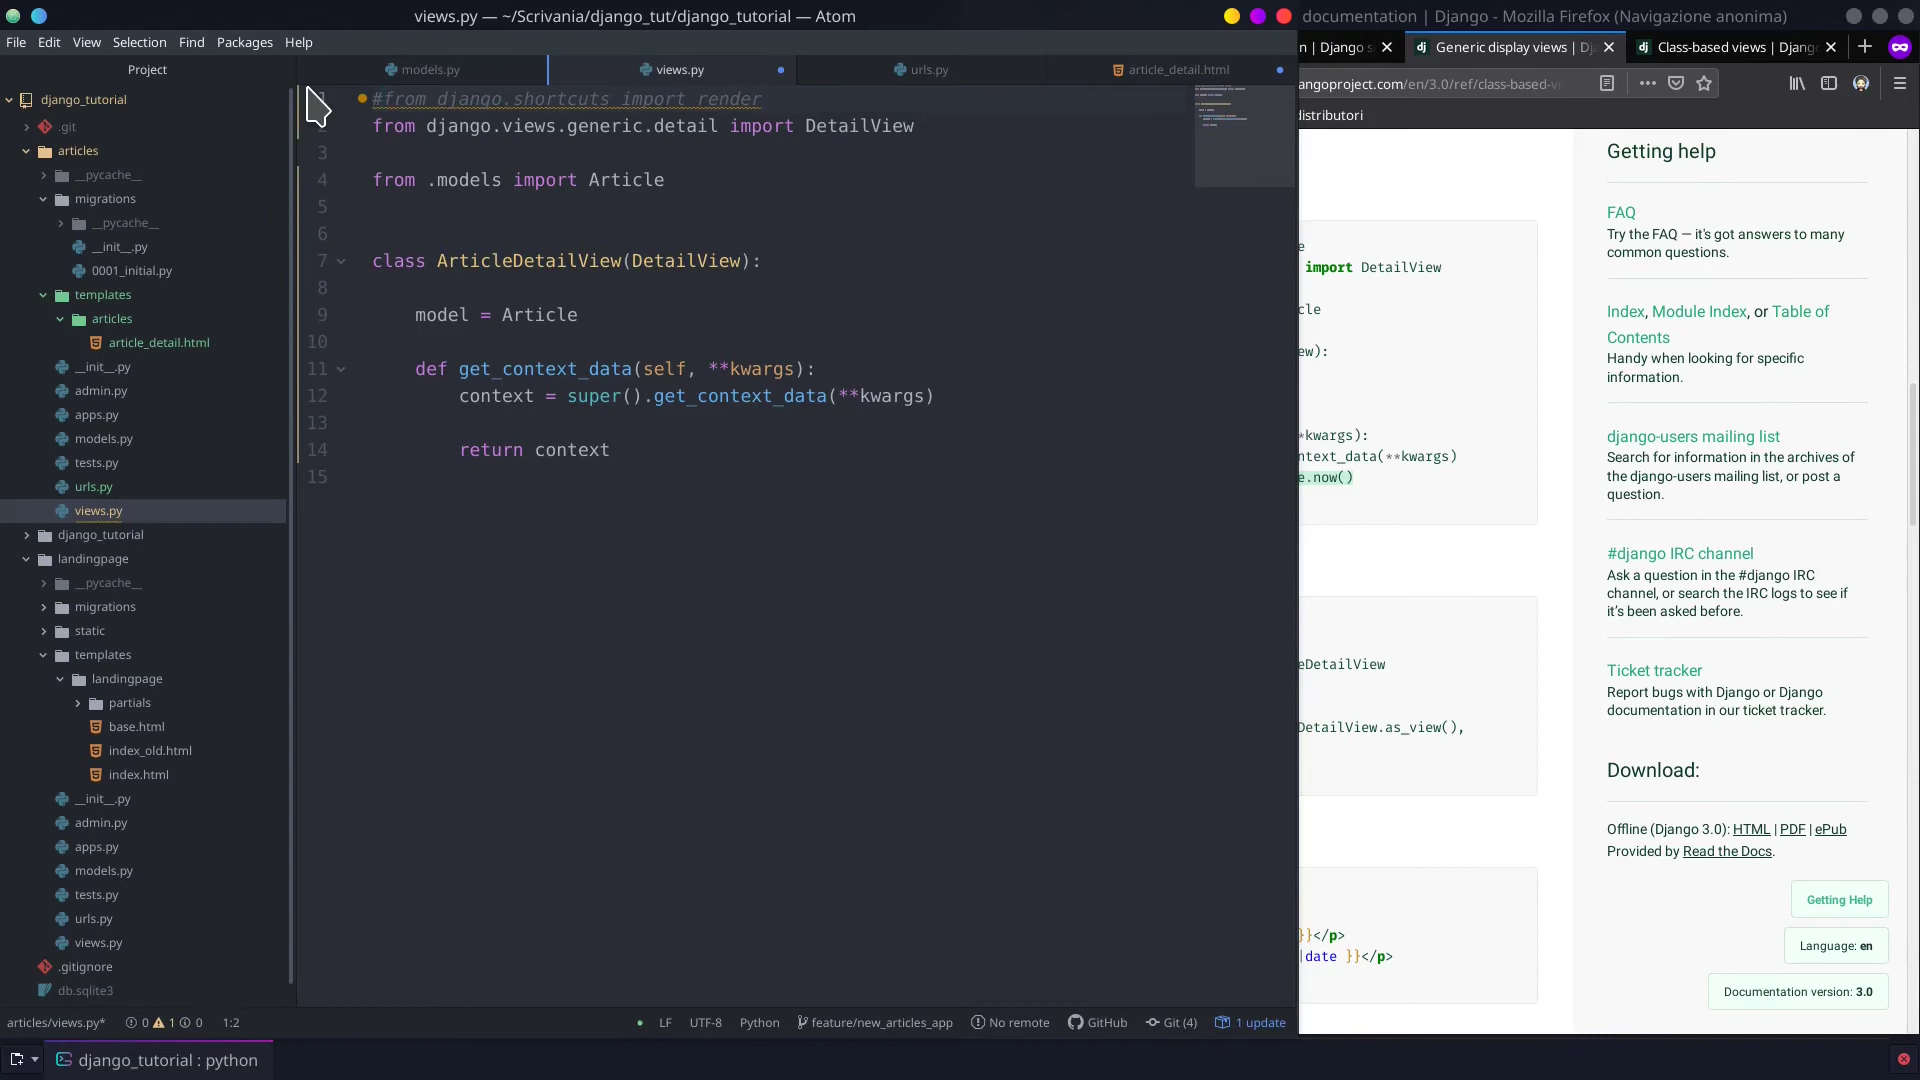 views.py — ~/Scrivania/django_tut/django_tutorial — Atom
documentation | Django - Mozilla Firefox (Navigazione anonima)
File Edit View Selection Find Packages Help
n | Django s
Generic display views | Dj
Class-based views | Django
Project
models.py
views.py
urls.py
article_detail.html
angoproject.com/en/3.0/ref/class-based-vi
distributori
django_tutorial
.git
articles
__pycache__
migrations
__pycache__
__init__.py
0001_initial.py
templates
articles
article_detail.html
__init__.py
admin.py
apps.py
models.py
tests.py
urls.py
views.py
django_tutorial
landingpage
__pycache__
migrations
static
templates
landingpage
partials
base.html
index_old.html
index.html
__init__.py
admin.py
apps.py
models.py
tests.py
urls.py
views.py
.gitignore
db.sqlite3
#from django.shortcuts import render
from django.views.generic.detail import DetailView
3
4 from .models import Article
5
6
7 class ArticleDetailView(DetailView):
8
9 model = Article
10
11 def get_context_data(self, **kwargs):
12 context = super().get_context_data(**kwargs)
13
14 return context
15
e
import DetailView
cle
ew):
*kwargs):
ntext_data(**kwargs)
e.now()
eDetailView
DetailView.as_view(),
}}</p>
|date }}</p>
Getting help
FAQ
Try the FAQ — it's got answers to many
common questions.
Index, Module Index, or Table of
Contents
Handy when looking for specific
information.
django-users mailing list
Search for information in the archives of
the django-users mailing list, or post a
question.
#django IRC channel
Ask a question in the #django IRC
channel, or search the IRC logs to see if
it's been asked before.
Ticket tracker
Report bugs with Django or Django
documentation in our ticket tracker.
Download:
Offline (Django 3.0): HTML | PDF | ePub
Provided by Read the Docs.
Getting Help
Language: en
Documentation version: 3.0
articles/views.py* 0 1 0 1:2
LF UTF-8 Python feature/new_articles_app No remote GitHub Git (4) 1 update
django_tutorial : python